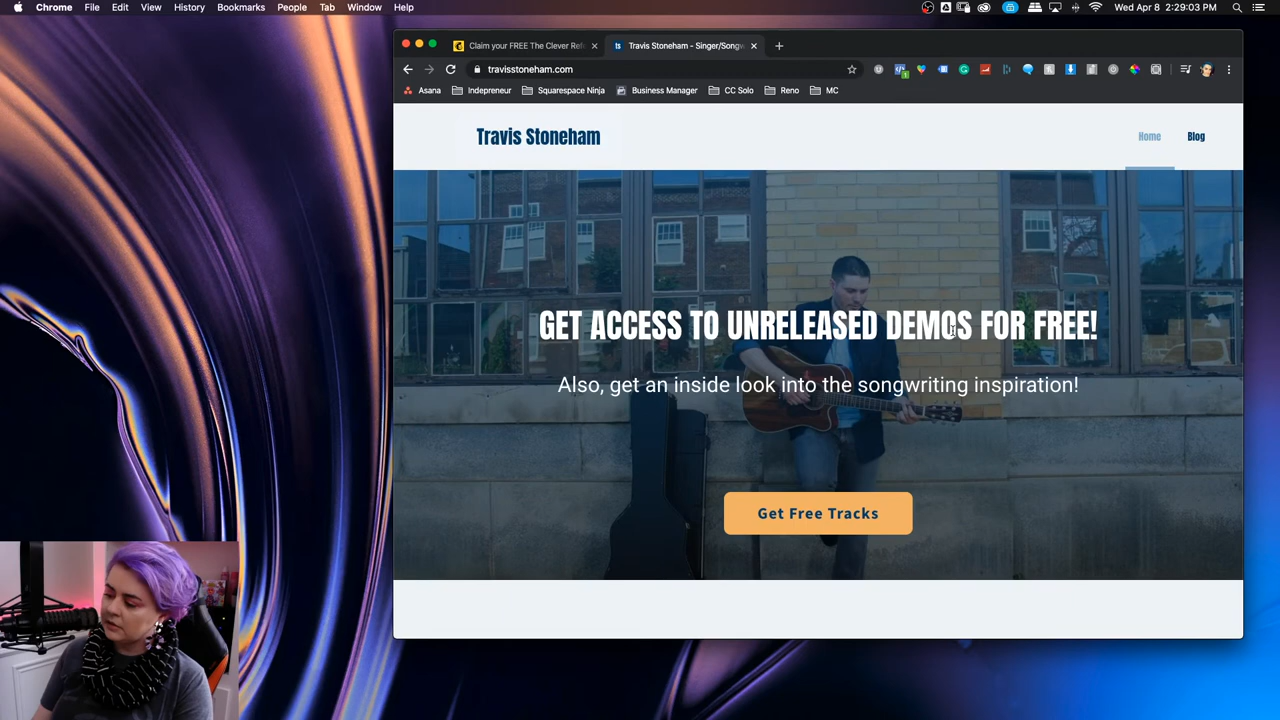 Chrome File Edit View History Bookmarks People Tab Window Help
Wed Apr 8 2:29:03 PM
Claim your FREE The Clever Ref
Travis Stoneham - Singer/Songw
travisstoneham.com
Asana Indepreneur Squarespace Ninja Business Manager CC Solo Reno MC
Travis Stoneham
Home Blog
GET ACCESS TO UNRELEASED DEMOS FOR FREE!
Also, get an inside look into the songwriting inspiration!
Get Free Tracks